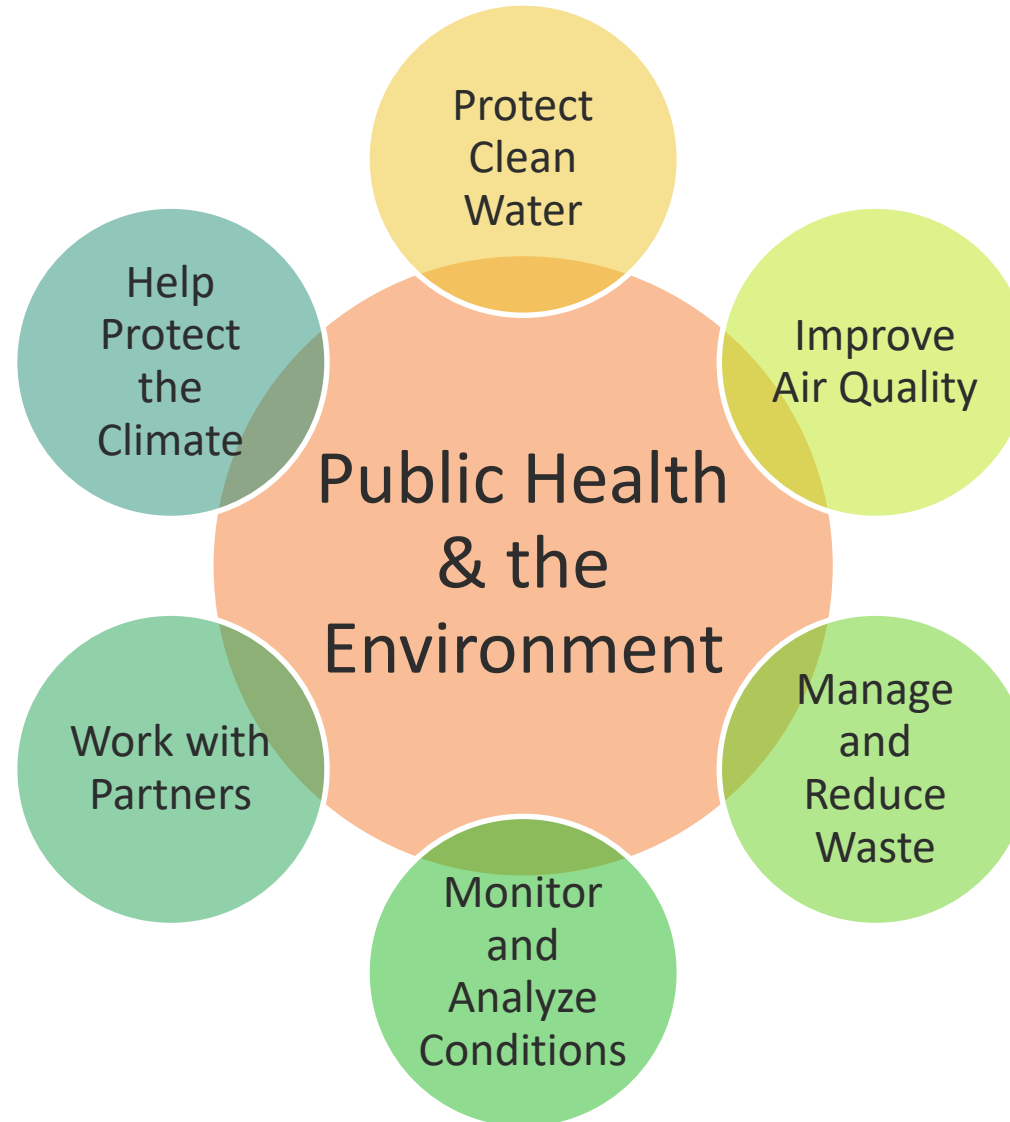 Protect
Clean
Water
Improve
Air Quality
Manage
and
Reduce
Waste
Monitor
and
Analyze
Conditions
Work with
Partners
Help
Protect
the
Climate
Public Health
& the
Environment